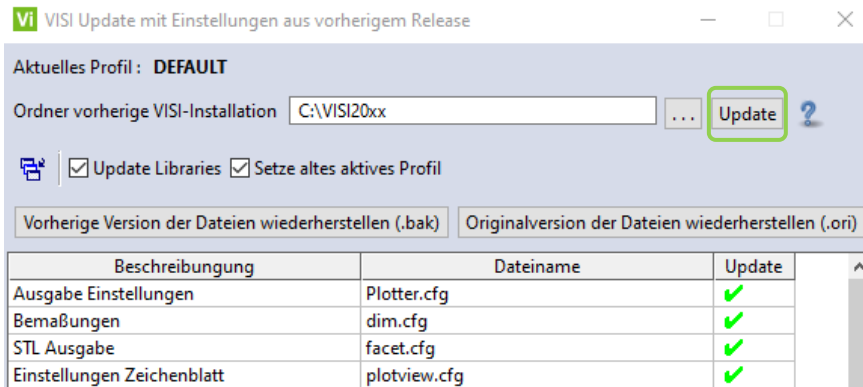 Vi VISI Update mit Einstellungen aus vorherigem Release
Aktuelles Profil : DEFAULT
Ordner vorherige VISI-Installation C:\VISI20xx ... Update ?
Update Libraries Setze altes aktives Profil
Vorherige Version der Dateien wiederherstellen (.bak) Originalversion der Dateien wiederherstellen (.ori)
Beschreibungung Dateiname Update
Ausgabe Einstellungen Plotter.cfg
Bemaßungen dim.cfg
STL Ausgabe facet.cfg
Einstellungen Zeichenblatt plotview.cfg